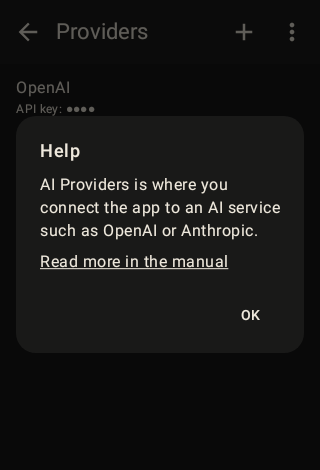 Providers
OpenAI
API key: ●●●●
Help
AI Providers is where you
connect the app to an AI service
such as OpenAI or Anthropic.
Read more in the manual
OK